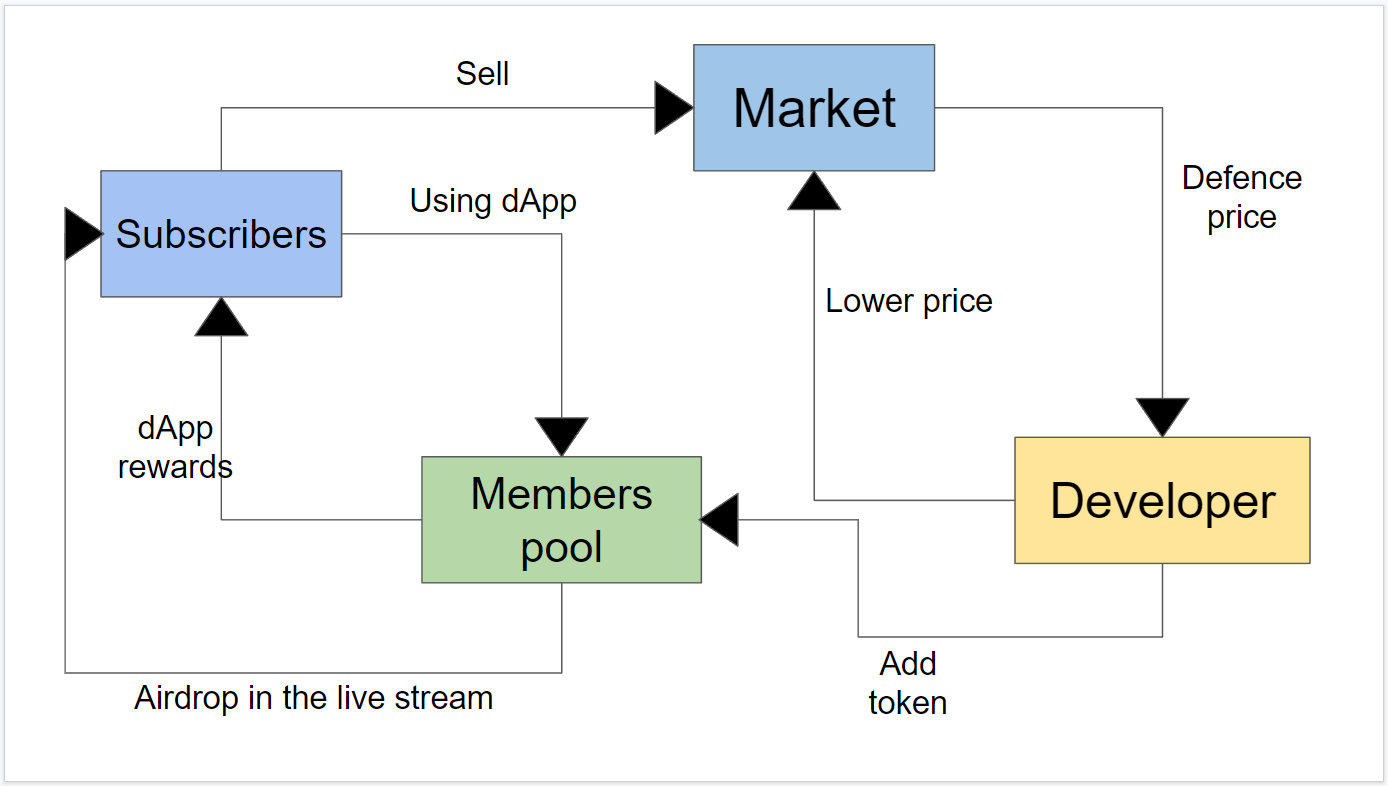 Sell
Market
Defence
price
Using dApp
Subscribers
Lower price
dApp
rewards
Members
pool
Developer
Add
token
Airdrop in the live stream